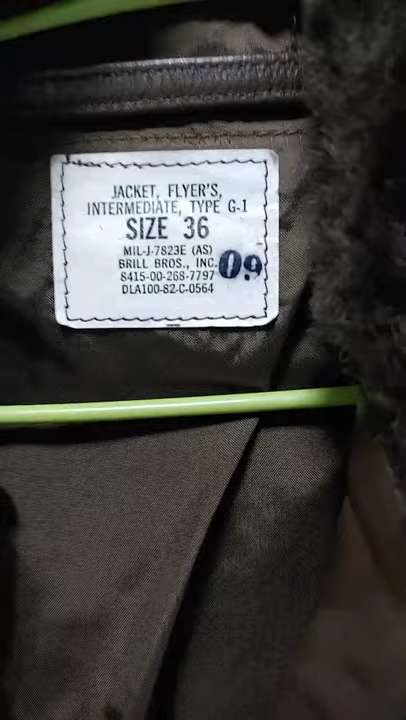 JACKET, FLYER'S,
INTERMEDIATE, TYPE G-1
SIZE 36
MIL-J-7823E (AS)
BRILL BROS., INC.
8415-00-268-7797
DLA100-82-C-0564
09